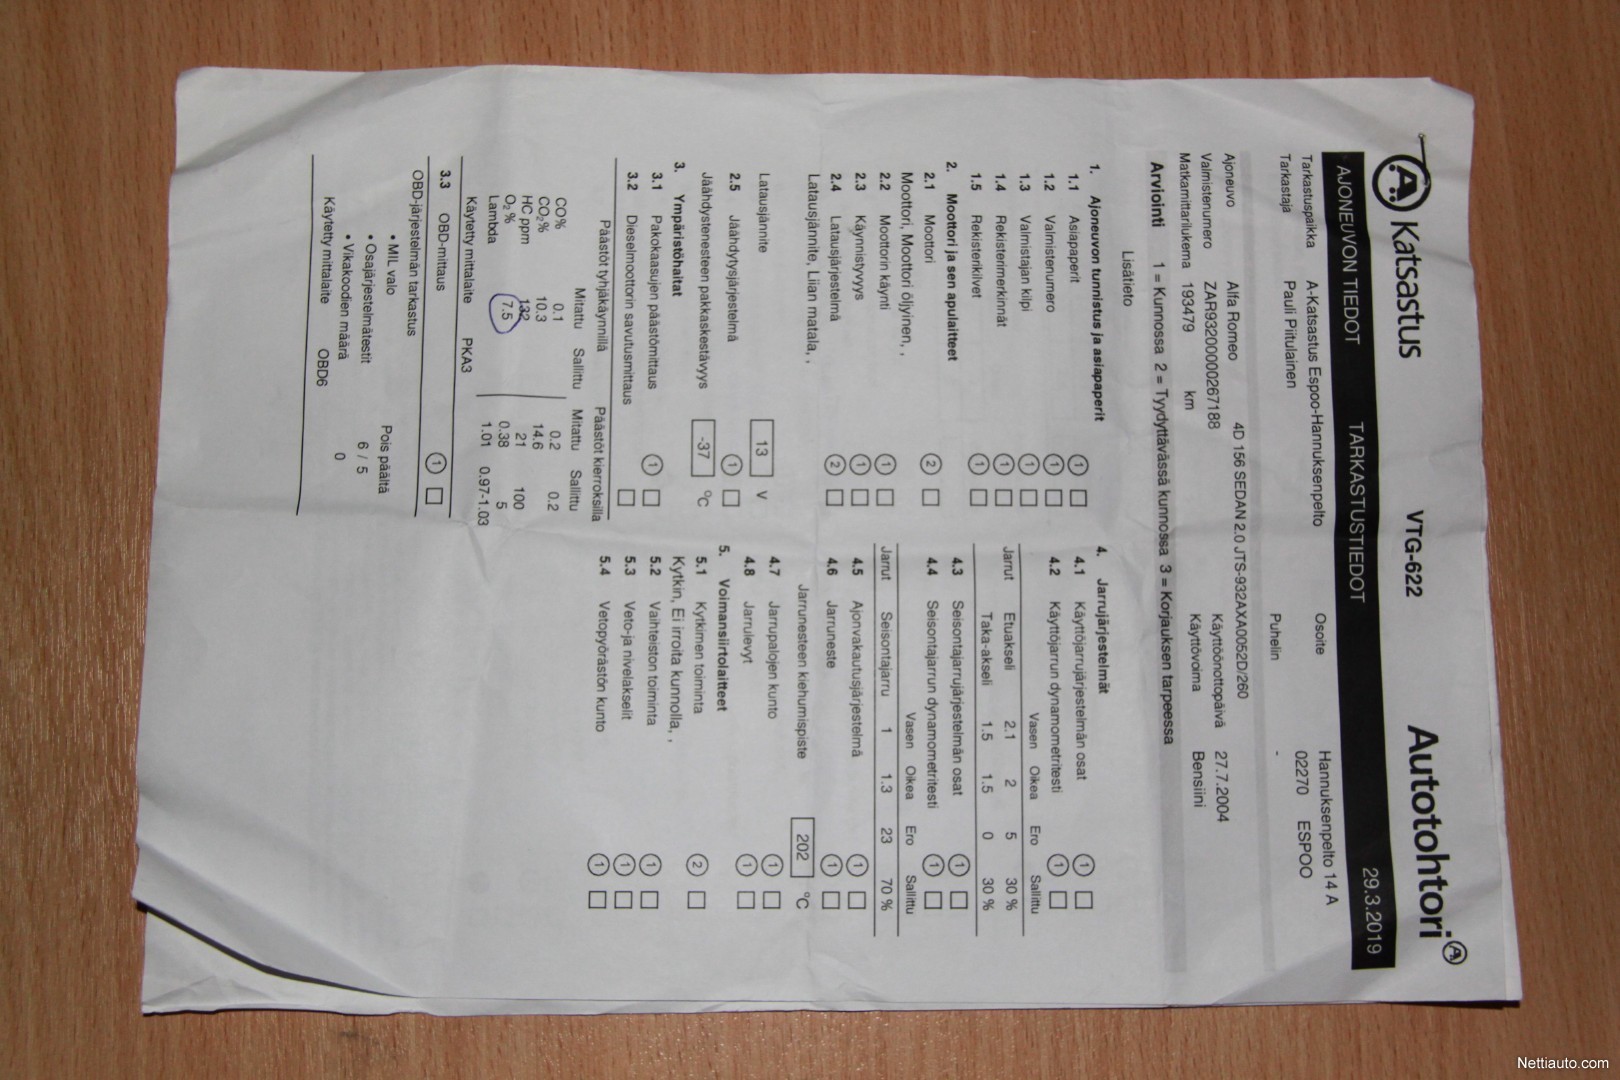 A Katsastus VTG-622 Autotohtori A
AJONEUVON TIEDOT TARKASTUSTIEDOT 29.3.2019
Tarkastuspaikka A-Katsastus Espoo-Hannuksenpelto Osoite Hannuksenpelto 14 A
Tarkastaja Pauli Piitulainen 02270 ESPOO
Puhelin -
Ajoneuvo Alfa Romeo 4D 156 SEDAN 2.0 JTS-932AXA0052D/260
Valmistenumero ZAR93200000267188 Käyttöönottopäivä 27.7.2004
Matkamittarilukema 193479 km Käyttövoima Bensiini
Arviointi 1 = Kunnossa 2 = Tyydyttävässä kunnossa 3 = Korjauksen tarpeessa
Lisätieto
1. Ajoneuvon tunnistus ja asiapaperit
1.1 Asiapaperit 1
1.2 Valmistenumero 1
1.3 Valmistajan kilpi 1
1.4 Rekisterimerkinnät 1
1.5 Rekisterikilvet 1
2. Moottori ja sen apulaitteet
2.1 Moottori 2
Moottori, Moottori öljyinen, ,
2.2 Moottorin käynti 1
2.3 Käynnistyvyys 1
2.4 Latausjärjestelmä 2
Latausjännite, Liian matala, ,
Latausjännite 13 V
2.5 Jäähdytysjärjestelmä 1
Jäähdystenesteen pakkaskestävyys -37 °C
3. Ympäristöhaitat
3.1 Pakokaasujen päästömittaus 1
3.2 Dieselmoottorin savutusmittaus
Päästöt tyhjäkäynnillä Päästöt kierroksilla
Mitattu Sallittu Mitattu Sallittu
CO% 0.1 0.2 0.2
CO₂% 10.3 14.6
HC ppm 132 21 100
O₂ % 7.5 0.38 5
Lambda 1.01 0.97-1.03
Käytetty mittalaite PKA3
3.3 OBD-mittaus 1
OBD-järjestelmän tarkastus
• MIL valo Pois päältä
• Osajärjestelmätestit 6 / 5
• Vikakoodien määrä 0
Käytetty mittalaite OBD6
4. Jarrujärjestelmät
4.1 Käyttöjarrujärjestelmän osat 1
4.2 Käyttöjarrun dynamometritesti 1
Vasen Oikea Ero Sallittu
Jarrut Etuakseli 2.1 2 5 30 %
Taka-akseli 1.5 1.5 0 30 %
4.3 Seisontajarrujärjestelmän osat 1
4.4 Seisontajarrun dynamometritesti 1
Vasen Oikea Ero Sallittu
Jarrut Seisontajarru 1 1.3 23 70 %
4.5 Ajonvakautusjärjestelmä 1
4.6 Jarruneste 1
Jarrunesteen kiehumispiste 202 °C
4.7 Jarrupalojen kunto 1
4.8 Jarrulevyt 1
5. Voimansiirtolaitteet
5.1 Kytkimen toiminta 2
Kytkin, Ei irroita kunnolla, ,
5.2 Vaihteiston toiminta 1
5.3 Veto-ja nivelakselit 1
5.4 Vetopyörästön kunto 1
Nettiauto.com